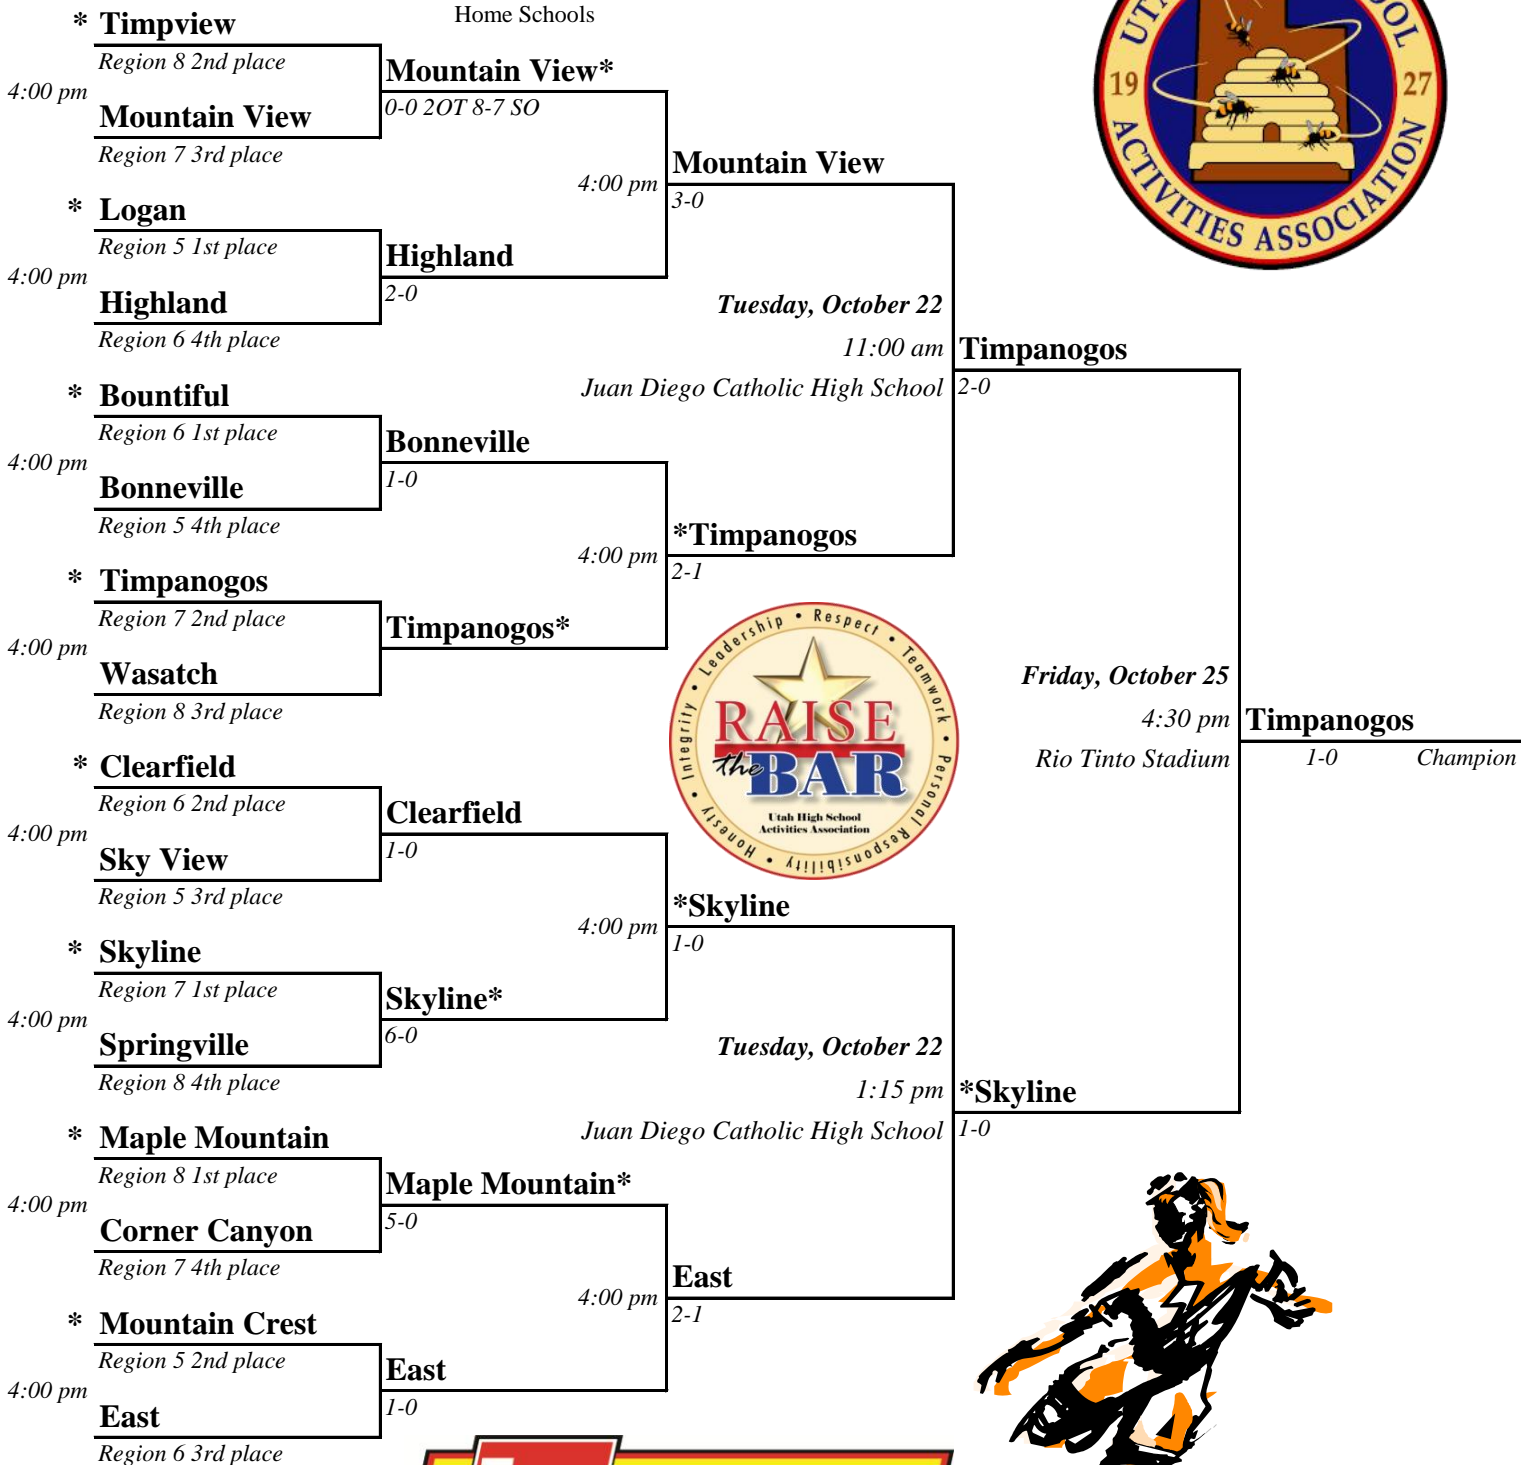 Home Schools
* Timpview
Region 8 2nd place
4:00 pm
Mountain View
Region 7 3rd place
* Logan
Region 5 1st place
4:00 pm
Highland
Region 6 4th place
* Bountiful
Region 6 1st place
4:00 pm
Bonneville
Region 5 4th place
* Timpanogos
Region 7 2nd place
4:00 pm
Wasatch
Region 8 3rd place
* Clearfield
Region 6 2nd place
4:00 pm
Sky View
Region 5 3rd place
* Skyline
Region 7 1st place
4:00 pm
Springville
Region 8 4th place
* Maple Mountain
Region 8 1st place
4:00 pm
Corner Canyon
Region 7 4th place
* Mountain Crest
Region 5 2nd place
4:00 pm
East
Region 6 3rd place
Mountain View*
0-0 2OT 8-7 SO
4:00 pm
Highland
2-0
Bonneville
1-0
4:00 pm
Timpanogos*
Clearfield
1-0
4:00 pm
Skyline*
6-0
Maple Mountain*
5-0
4:00 pm
East
1-0
Mountain View
3-0
Tuesday, October 22
11:00 am
Juan Diego Catholic High School
*Timpanogos
2-1
*Skyline
1-0
Tuesday, October 22
1:15 pm
Juan Diego Catholic High School
East
2-1
Timpanogos
2-0
Friday, October 25
4:30 pm
Rio Tinto Stadium
*Skyline
1-0
Timpanogos
1-0 Champion
19 27
ACTIVITIES ASSOCIATION
Honesty • Integrity • Leadership • Respect • Teamwork • Personal Responsibility •
RAISE
the BAR
Utah High School
Activities Association